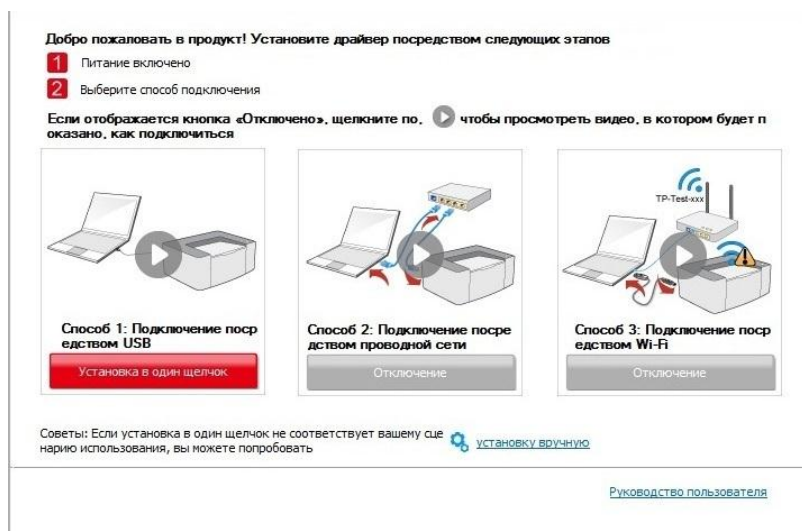 Добро пожаловать в продукт! Установите драйвер посредством следующих этапов
1 Питание включено
2 Выберите способ подключения
Если отображается кнопка «Отключено», щелкните по, чтобы просмотреть видео, в котором будет п
оказано, как подключиться
TP-Test-xxx
Способ 1: Подключение поср
едством USB
Установка в один щелчок
Способ 2: Подключение посре
дством проводной сети
Отключение
Способ 3: Подключение поср
едством Wi-Fi
Отключение
Советы: Если установка в один щелчок не соответствует вашему сце
нарию использования, вы можете попробовать
установку вручную
Руководство пользователя